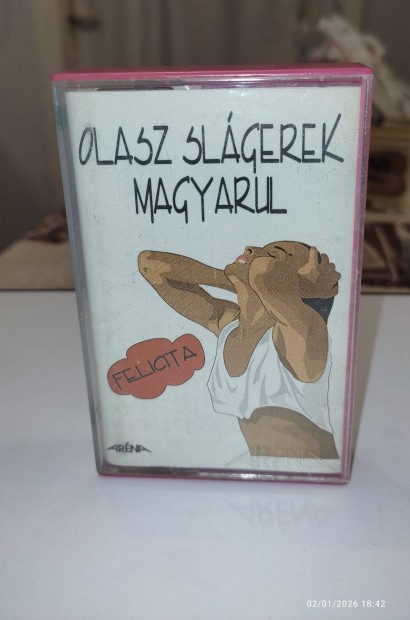 OLASZ SLÁGEREK
MAGYARUL
FELICITA
ARÉNA
02/01/2026 18:42